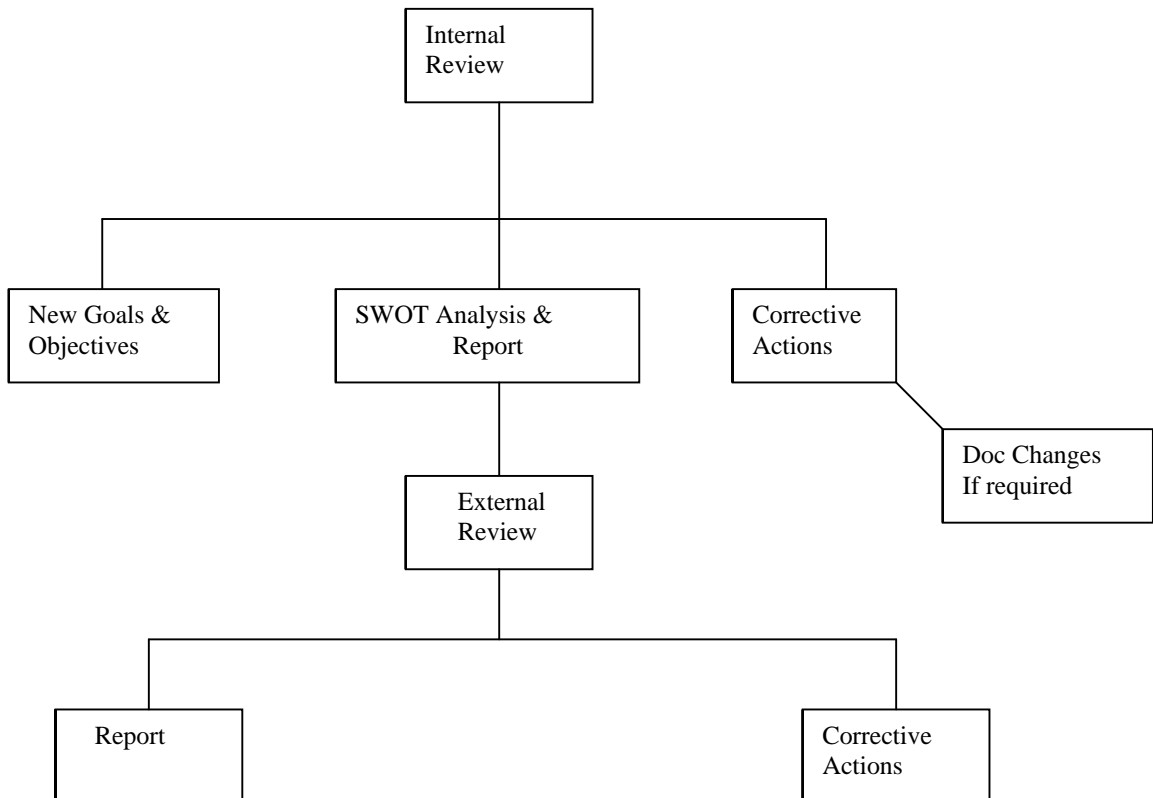 Internal
Review
New Goals &
Objectives
SWOT Analysis &
Report
Corrective
Actions
Doc Changes
If required
External
Review
Report
Corrective
Actions